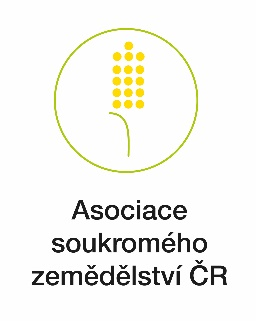 Asociace
soukromého
zemědělství ČR